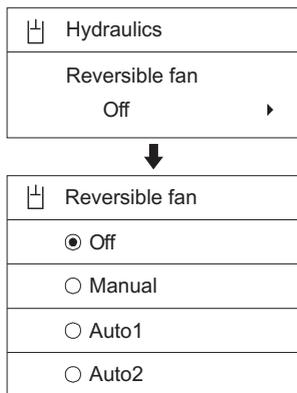 Hydraulics
Reversible fan
Off
Reversible fan
Off
Manual
Auto1
Auto2